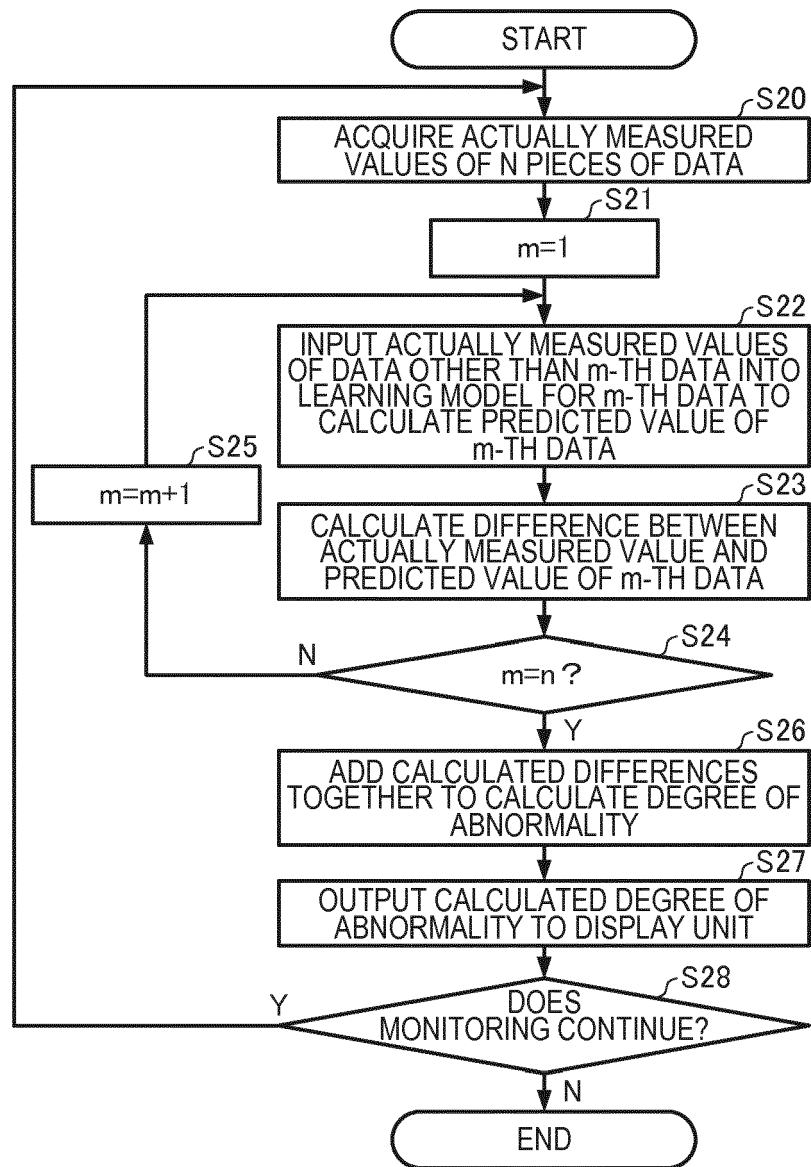 START
S20
ACQUIRE ACTUALLY MEASURED
VALUES OF N PIECES OF DATA
S21
m=1
S22
INPUT ACTUALLY MEASURED VALUES
OF DATA OTHER THAN m-TH DATA INTO
LEARNING MODEL FOR m-TH DATA TO
CALCULATE PREDICTED VALUE OF
m-TH DATA
S25
m=m+1
S23
CALCULATE DIFFERENCE BETWEEN
ACTUALLY MEASURED VALUE AND
PREDICTED VALUE OF m-TH DATA
S24
N
m=n?
Y
S26
ADD CALCULATED DIFFERENCES
TOGETHER TO CALCULATE DEGREE OF
ABNORMALITY
S27
OUTPUT CALCULATED DEGREE OF
ABNORMALITY TO DISPLAY UNIT
S28
Y
DOES
MONITORING CONTINUE?
N
END